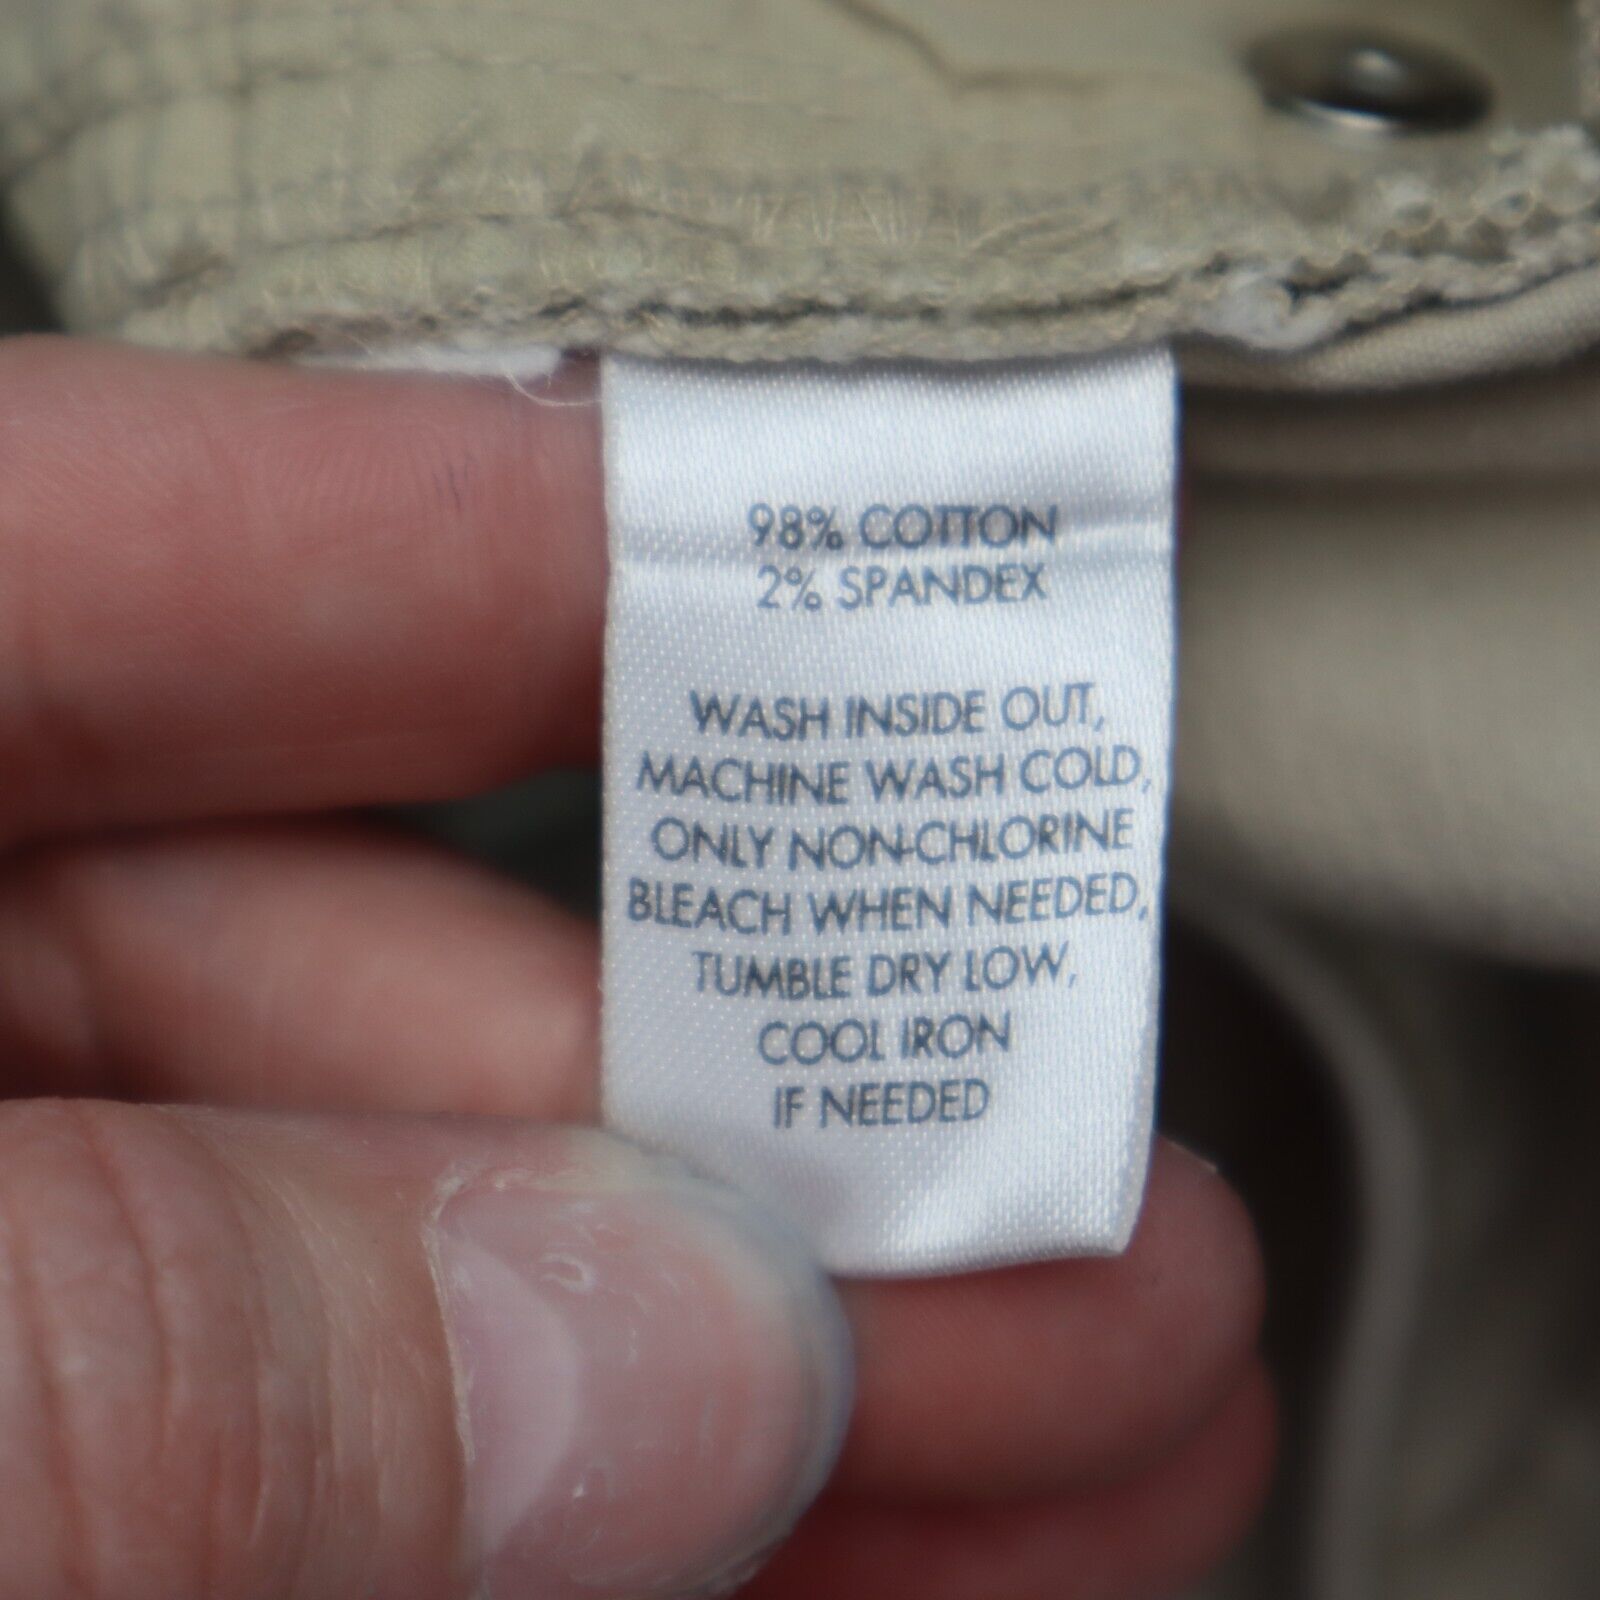 98% COTTON
2% SPANDEX
WASH INSIDE OUT,
MACHINE WASH COLD,
ONLY NON-CHLORINE
BLEACH WHEN NEEDED,
TUMBLE DRY LOW,
COOL IRON
IF NEEDED